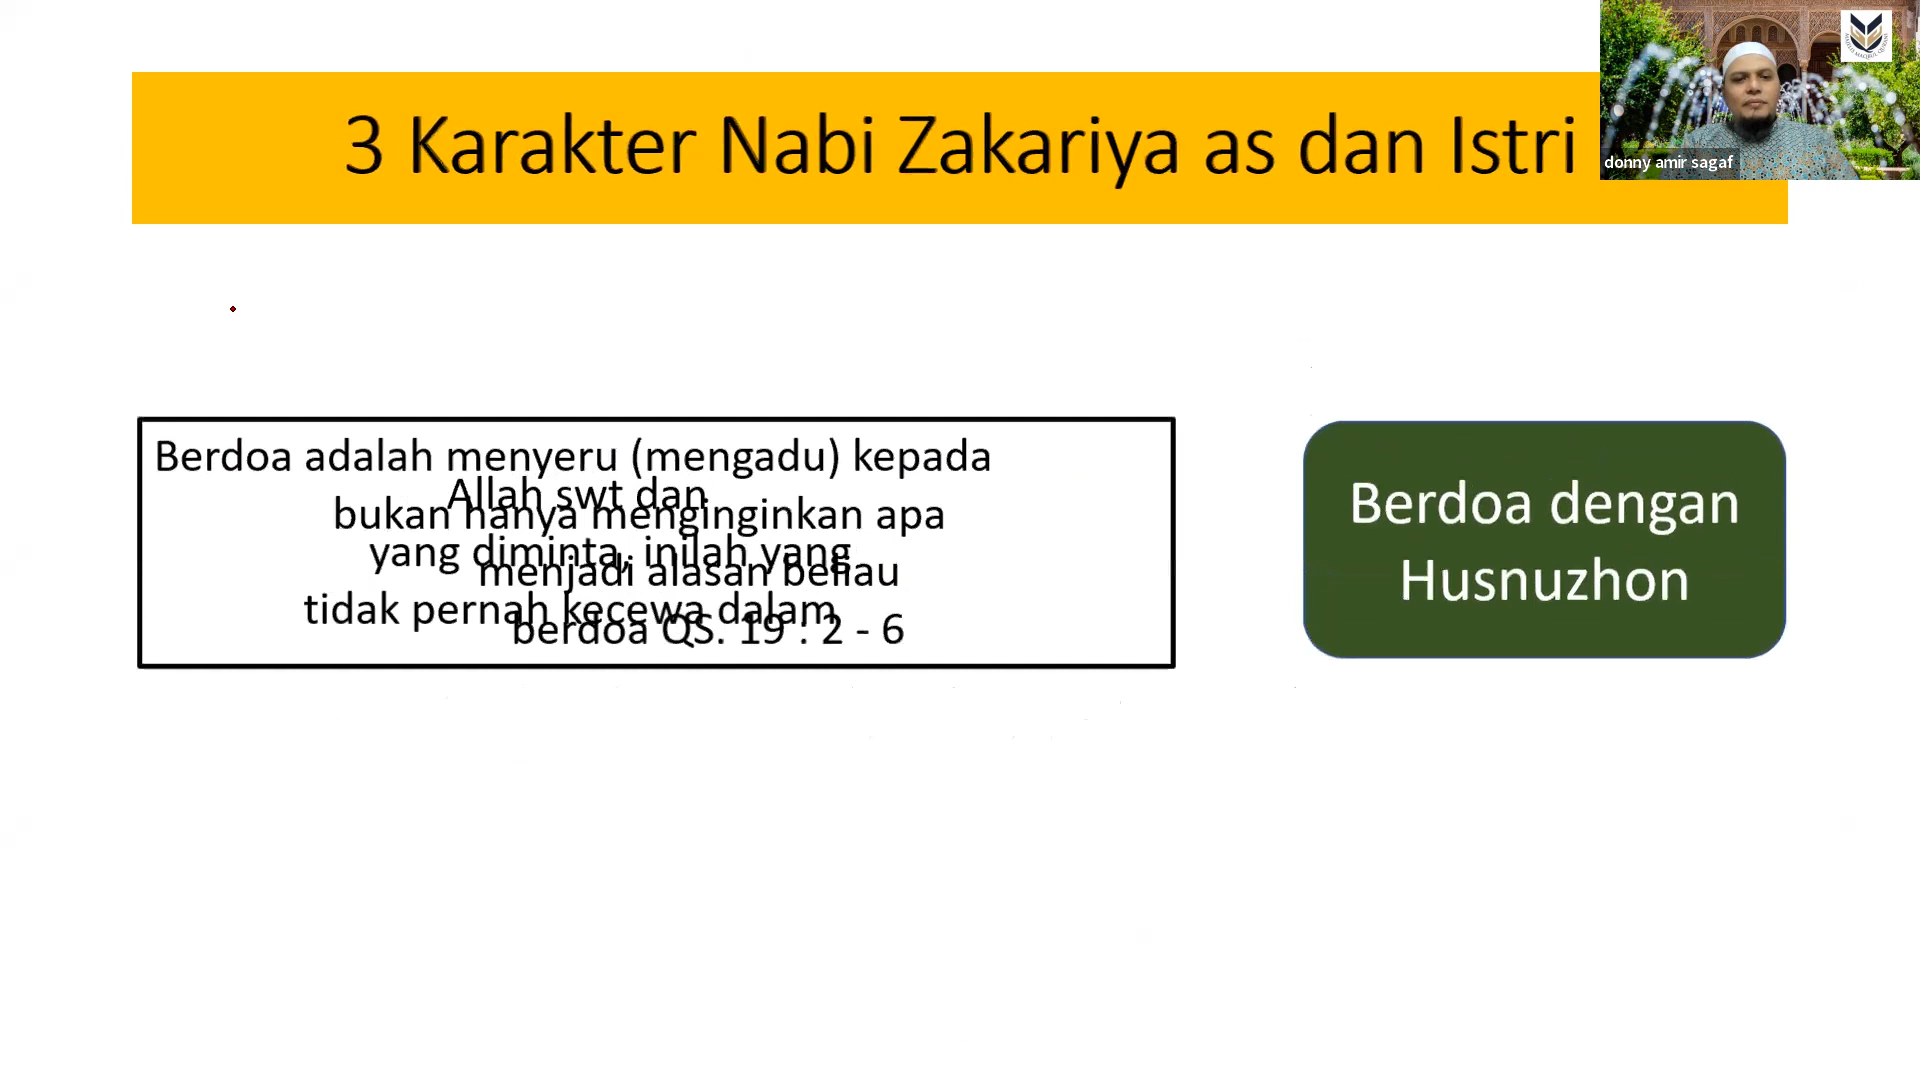 3 Karakter Nabi Zakariya as dan Istri
donny amir sagaf
Berdoa adalah menyeru (mengadu) kepada
Allah swt dan
bukan hanya menginginkan apa
yang diminta, inilah yang
menjadi alasan beliau
tidak pernah kecewa dalam
berdoa QS. 19 : 2 - 6
Berdoa dengan
Husnuzhon